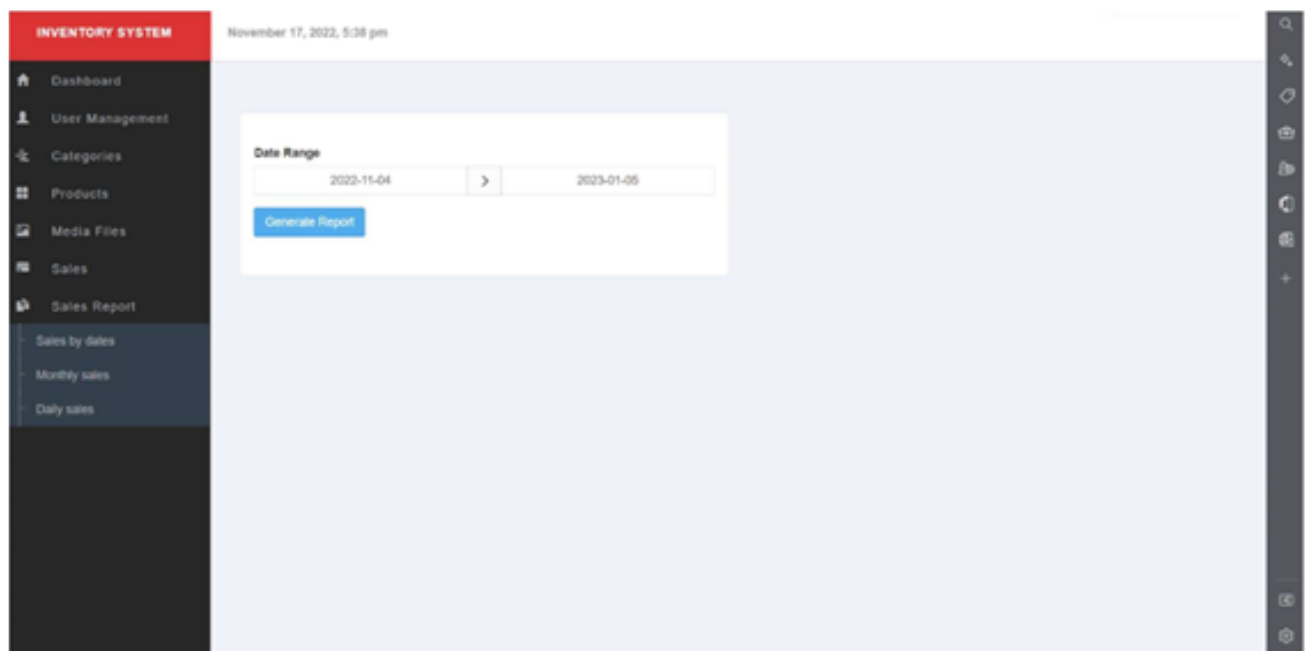 INVENTORY SYSTEM
November 17, 2022, 5:38 pm
Dashboard
User Management
Categories
Products
Media Files
Sales
Sales Report
Sales by dates
Monthly sales
Daily sales
Date Range
2022-11-04
2023-01-05
Generate Report